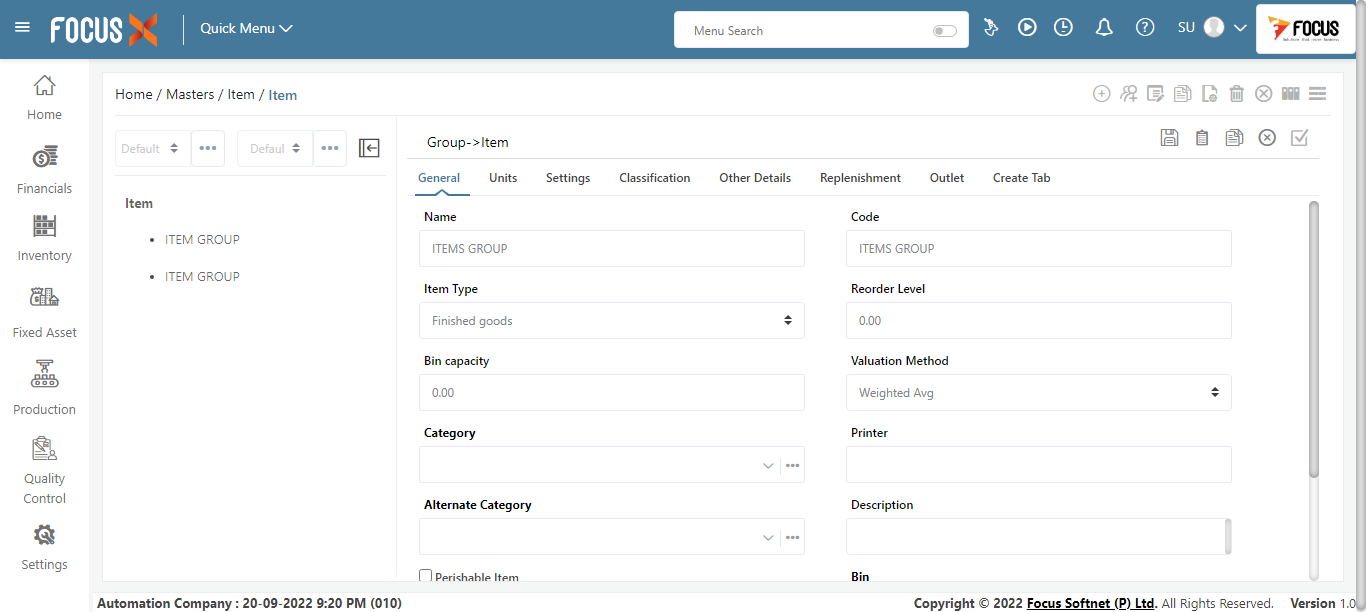 FOCUS X
Quick Menu
Menu Search
SU
FOCUS
Home
Financials
Inventory
Fixed Asset
Production
Quality
Control
Settings
Home / Masters / Item / Item
Default
Defaul
Item
ITEM GROUP
ITEM GROUP
Group->Item
General Units Settings Classification Other Details Replenishment Outlet Create Tab
Name
ITEMS GROUP
Code
ITEMS GROUP
Item Type
Finished goods
Reorder Level
0.00
Bin capacity
0.00
Valuation Method
Weighted Avg
Category
Printer
Alternate Category
Description
Perishable Item
Bin
Automation Company : 20-09-2022 9:20 PM (010)
Copyright © 2022 Focus Softnet (P) Ltd. All Rights Reserved. Version 1.0